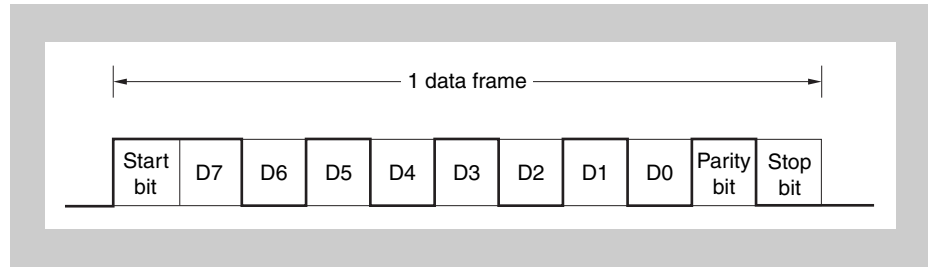 1 data frame
Start bit D7 D6 D5 D4 D3 D2 D1 D0 Parity bit Stop bit